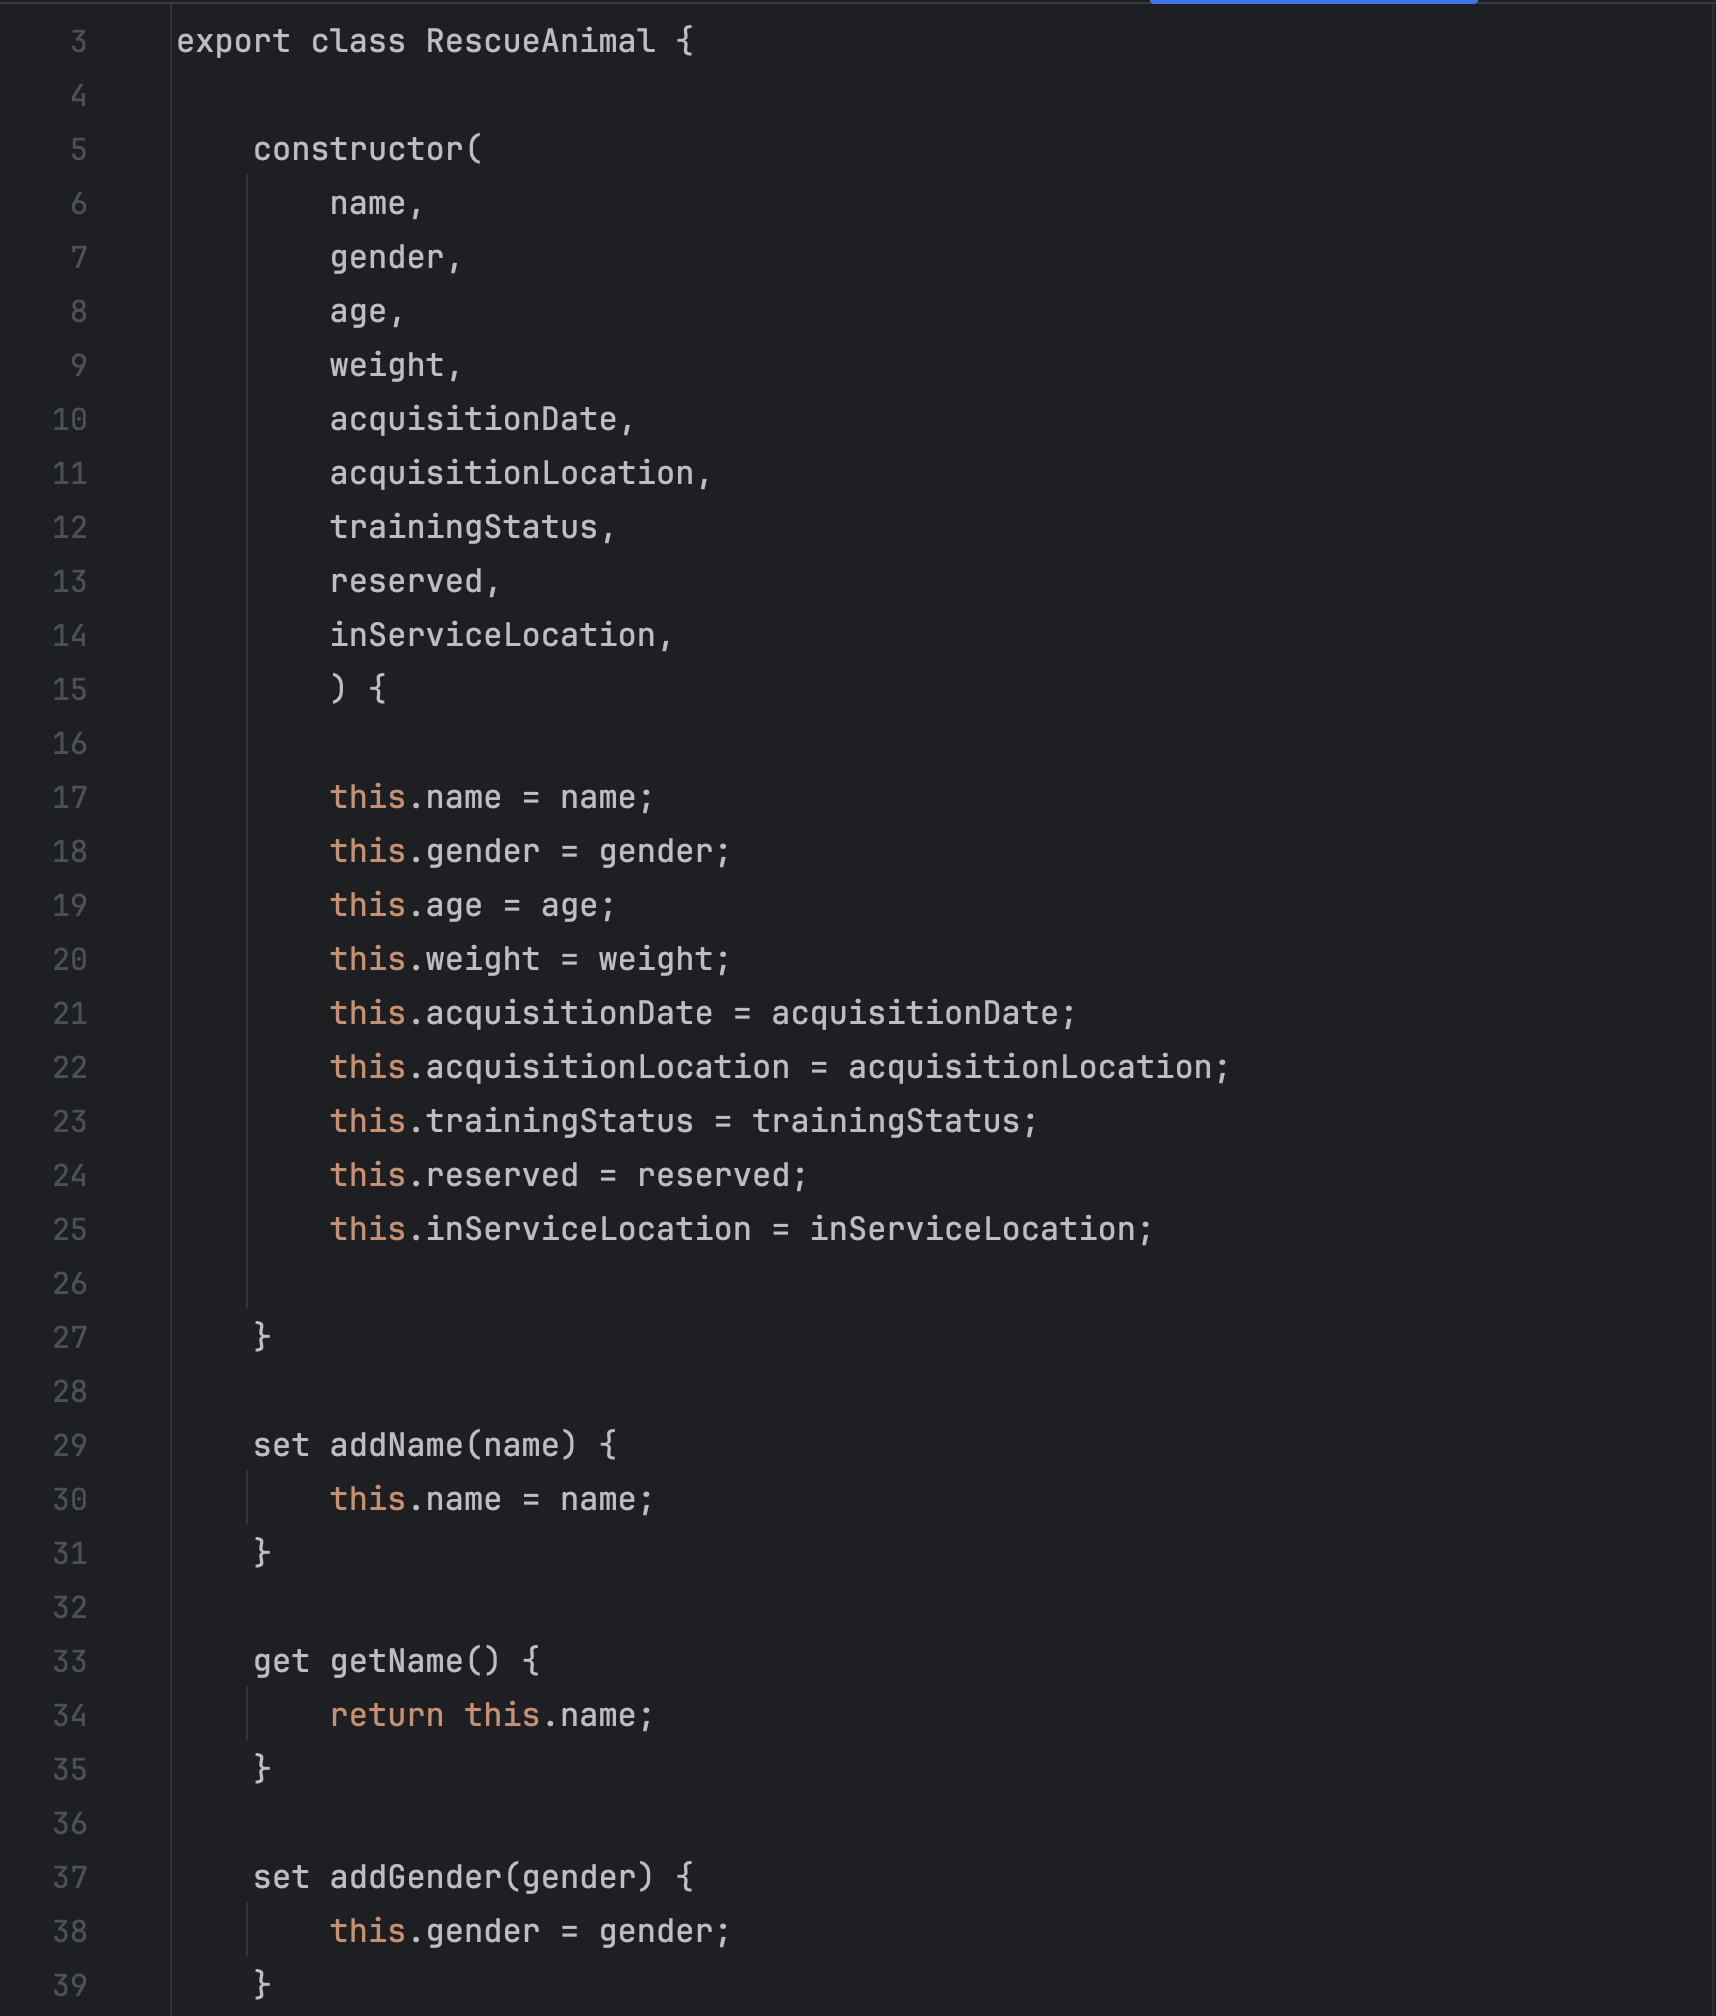 3 export class RescueAnimal {
4
5 constructor(
6 name,
7 gender,
8 age,
9 weight,
10 acquisitionDate,
11 acquisitionLocation,
12 trainingStatus,
13 reserved,
14 inServiceLocation,
15 ) {
16
17 this.name = name;
18 this.gender = gender;
19 this.age = age;
20 this.weight = weight;
21 this.acquisitionDate = acquisitionDate;
22 this.acquisitionLocation = acquisitionLocation;
23 this.trainingStatus = trainingStatus;
24 this.reserved = reserved;
25 this.inServiceLocation = inServiceLocation;
26
27 }
28
29 set addName(name) {
30 this.name = name;
31 }
32
33 get getName() {
34 return this.name;
35 }
36
37 set addGender(gender) {
38 this.gender = gender;
39 }